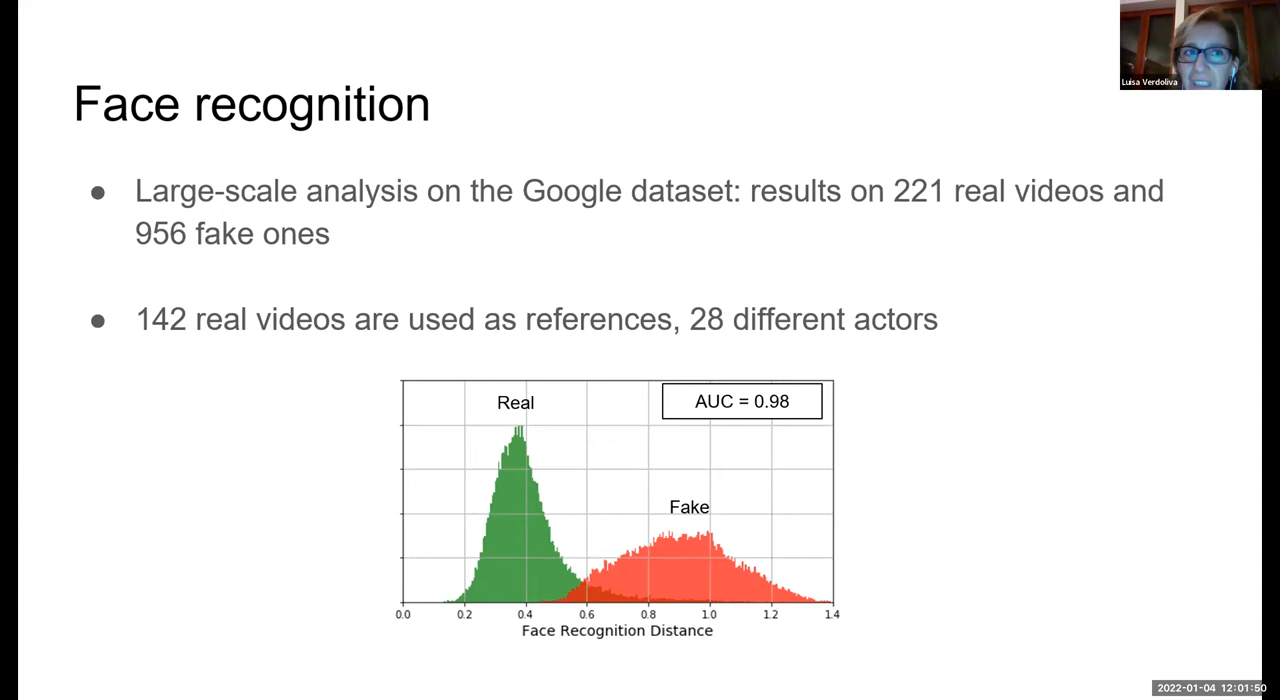 Luisa Verdoliva
Face recognition
● Large-scale analysis on the Google dataset: results on 221 real videos and
956 fake ones
● 142 real videos are used as references, 28 different actors
Real
AUC = 0.98
Fake
0.0 0.2 0.4 0.6 0.8 1.0 1.2 1.4
Face Recognition Distance
2022-01-04 12:01:50